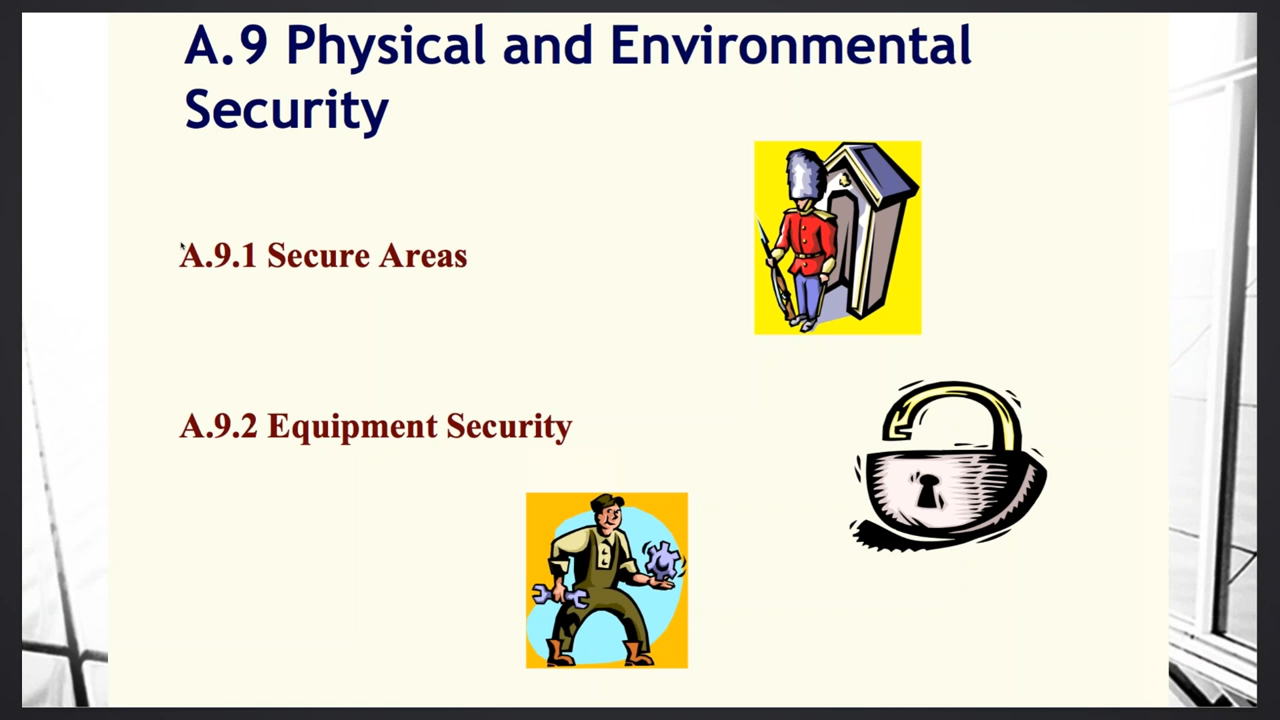 A.9 Physical and Environmental
Security
A.9.1 Secure Areas
A.9.2 Equipment Security